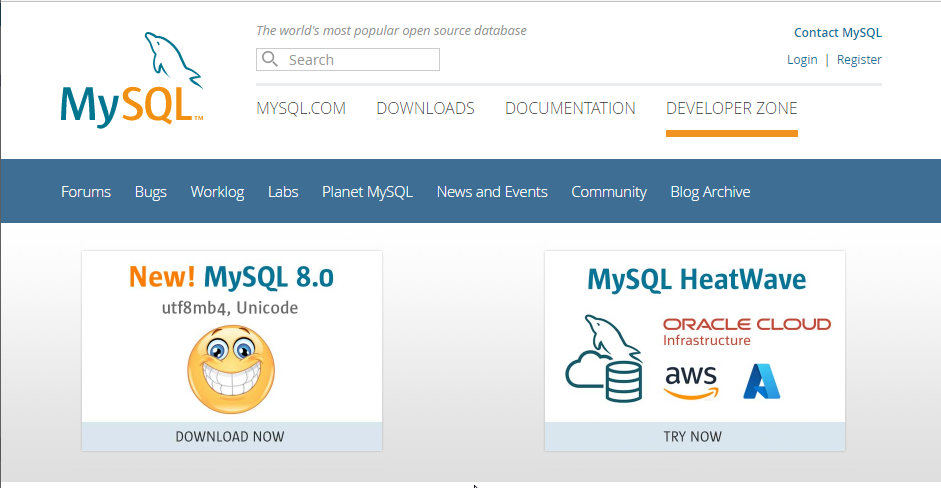 The world's most popular open source database
Contact MySQL
Search
Login | Register
MySQL™
MYSQL.COM DOWNLOADS DOCUMENTATION DEVELOPER ZONE
Forums Bugs Worklog Labs Planet MySQL News and Events Community Blog Archive
New! MySQL 8.0
utf8mb4, Unicode
DOWNLOAD NOW
MySQL HeatWave
ORACLE CLOUD
Infrastructure
aws
TRY NOW